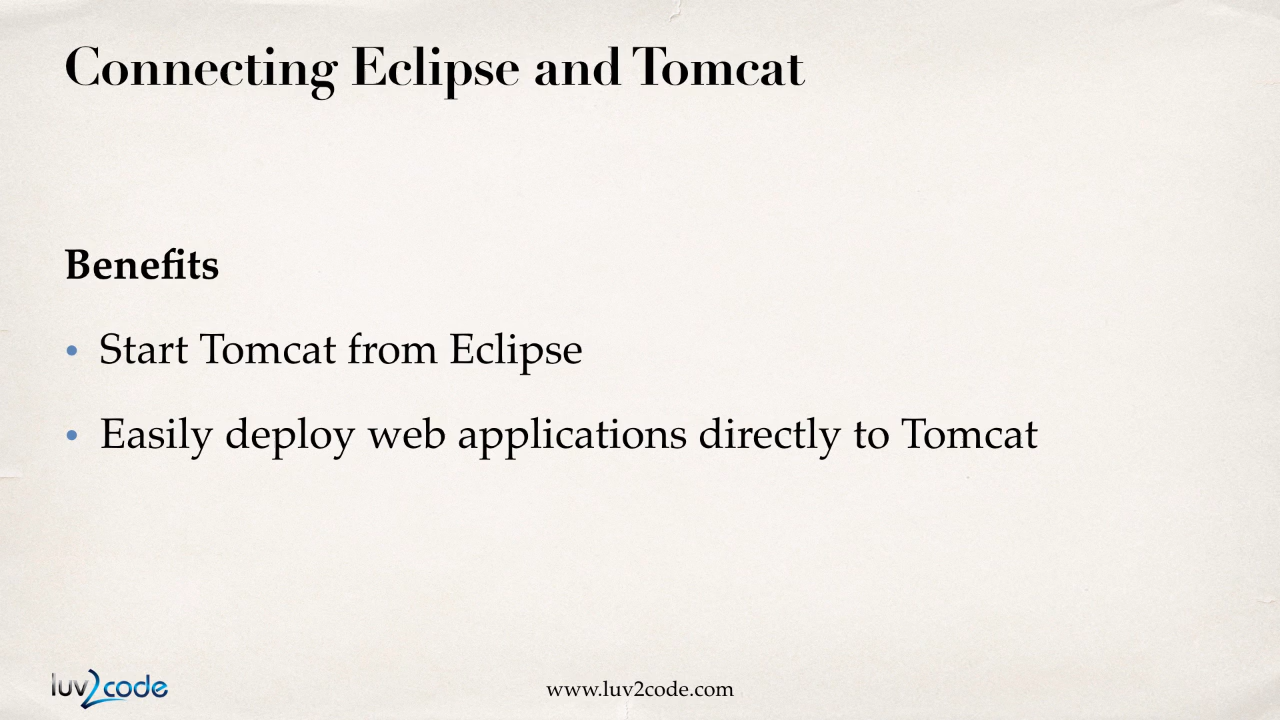 Connecting Eclipse and Tomcat
Benefits
• Start Tomcat from Eclipse
• Easily deploy web applications directly to Tomcat
luv2code
www.luv2code.com